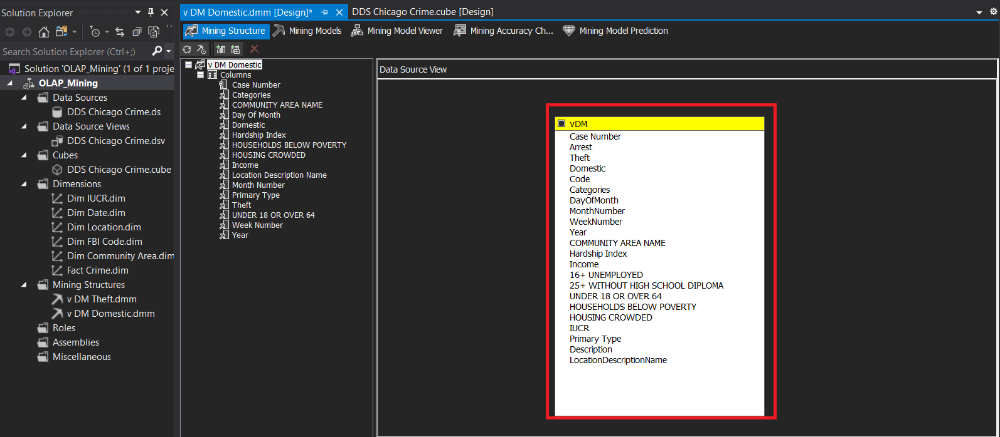 Solution Explorer
Search Solution Explorer (Ctrl+;)
Solution 'OLAP_Mining' (1 of 1 proje
OLAP_Mining
Data Sources
DDS Chicago Crime.ds
Data Source Views
DDS Chicago Crime.dsv
Cubes
DDS Chicago Crime.cube
Dimensions
Dim IUCR.dim
Dim Date.dim
Dim Location.dim
Dim FBI Code.dim
Dim Community Area.dim
Fact Crime.dim
Mining Structures
v DM Theft.dmm
v DM Domestic.dmm
Roles
Assemblies
Miscellaneous
v DM Domestic.dmm [Design]*
DDS Chicago Crime.cube [Design]
Mining Structure
Mining Models
Mining Model Viewer
Mining Accuracy Ch...
Mining Model Prediction
v DM Domestic
Columns
Case Number
Categories
COMMUNITY AREA NAME
Day Of Month
Domestic
Hardship Index
HOUSEHOLDS BELOW POVERTY
HOUSING CROWDED
Income
Location Description Name
Month Number
Primary Type
Theft
UNDER 18 OR OVER 64
Week Number
Year
Data Source View
vDM
Case Number
Arrest
Theft
Domestic
Code
Categories
DayOfMonth
MonthNumber
WeekNumber
Year
COMMUNITY AREA NAME
Hardship Index
Income
16+ UNEMPLOYED
25+ WITHOUT HIGH SCHOOL DIPLOMA
UNDER 18 OR OVER 64
HOUSEHOLDS BELOW POVERTY
HOUSING CROWDED
IUCR
Primary Type
Description
LocationDescriptionName